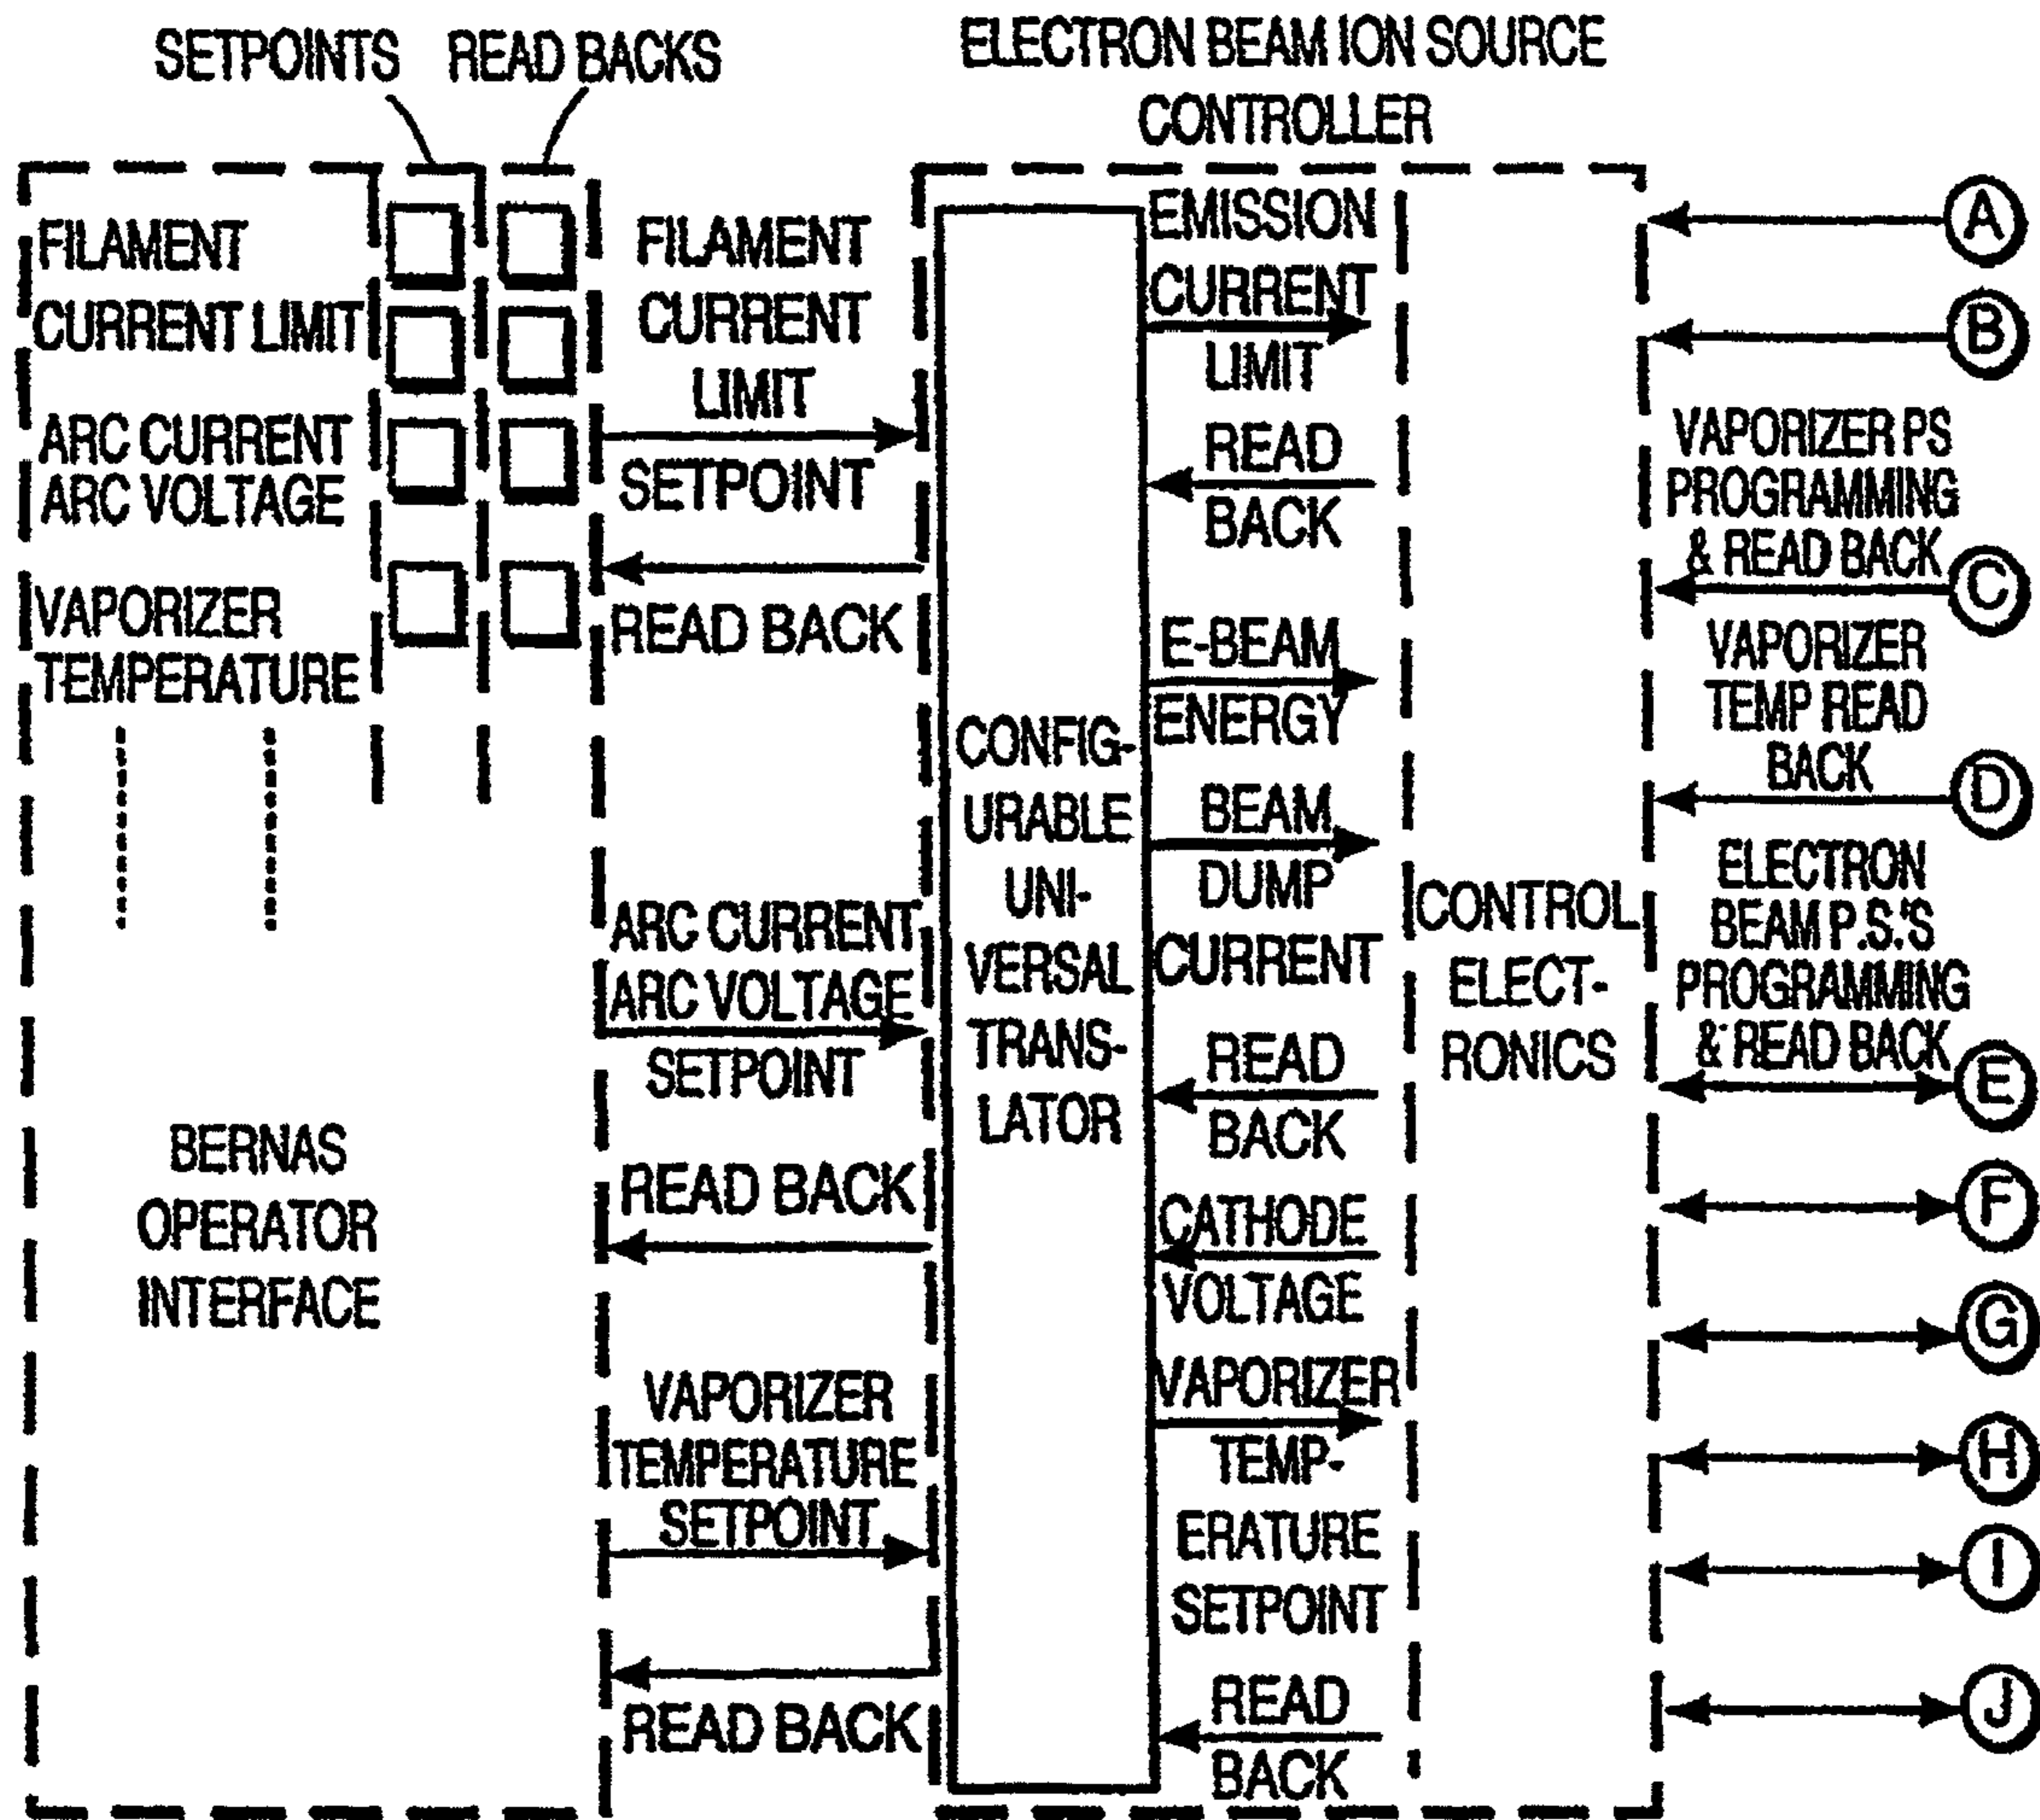 SETPOINTS
READ BACKS
ELECTRON BEAM ION SOURCE
CONTROLLER
FILAMENT
CURRENT LIMIT
ARC CURRENT
ARC VOLTAGE
VAPORIZER
TEMPERATURE
BERNAS
OPERATOR
INTERFACE
FILAMENT
CURRENT
LIMIT
SETPOINT
READ BACK
ARC CURRENT
ARC VOLTAGE
SETPOINT
READ BACK
VAPORIZER
TEMPERATURE
SETPOINT
READ BACK
CONFIG-
URABLE
UNI-
VERSAL
TRANS-
LATOR
EMISSION
CURRENT
LIMIT
READ
BACK
E-BEAM
ENERGY
BEAM
DUMP
CURRENT
READ
BACK
CATHODE
VOLTAGE
VAPORIZER
TEMP-
ERATURE
SETPOINT
READ
BACK
CONTROL
ELECT-
RONICS
A
B
VAPORIZER PS
PROGRAMMING
& READ BACK
C
VAPORIZER
TEMP READ
BACK
D
ELECTRON
BEAM P.S.'S
PROGRAMMING
& READ BACK
E
F
G
H
I
J